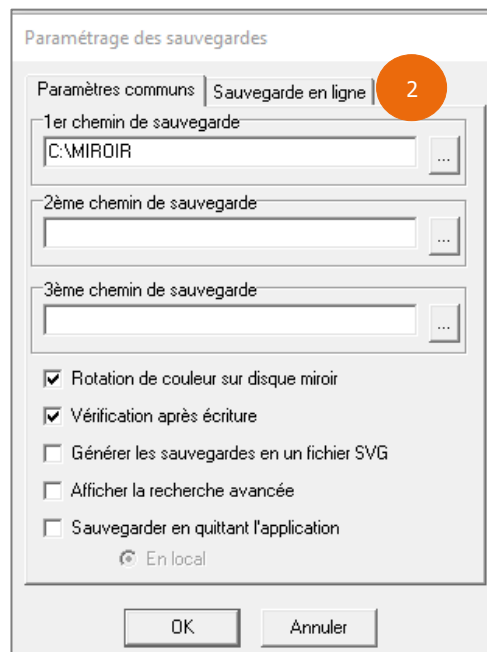 Paramétrage des sauvegardes
Paramètres communs Sauvegarde en ligne 2
1er chemin de sauvegarde
C:\MIROIR ...
2ème chemin de sauvegarde
...
3ème chemin de sauvegarde
...
Rotation de couleur sur disque miroir
Vérification après écriture
Générer les sauvegardes en un fichier SVG
Afficher la recherche avancée
Sauvegarder en quittant l'application
En local
OK Annuler